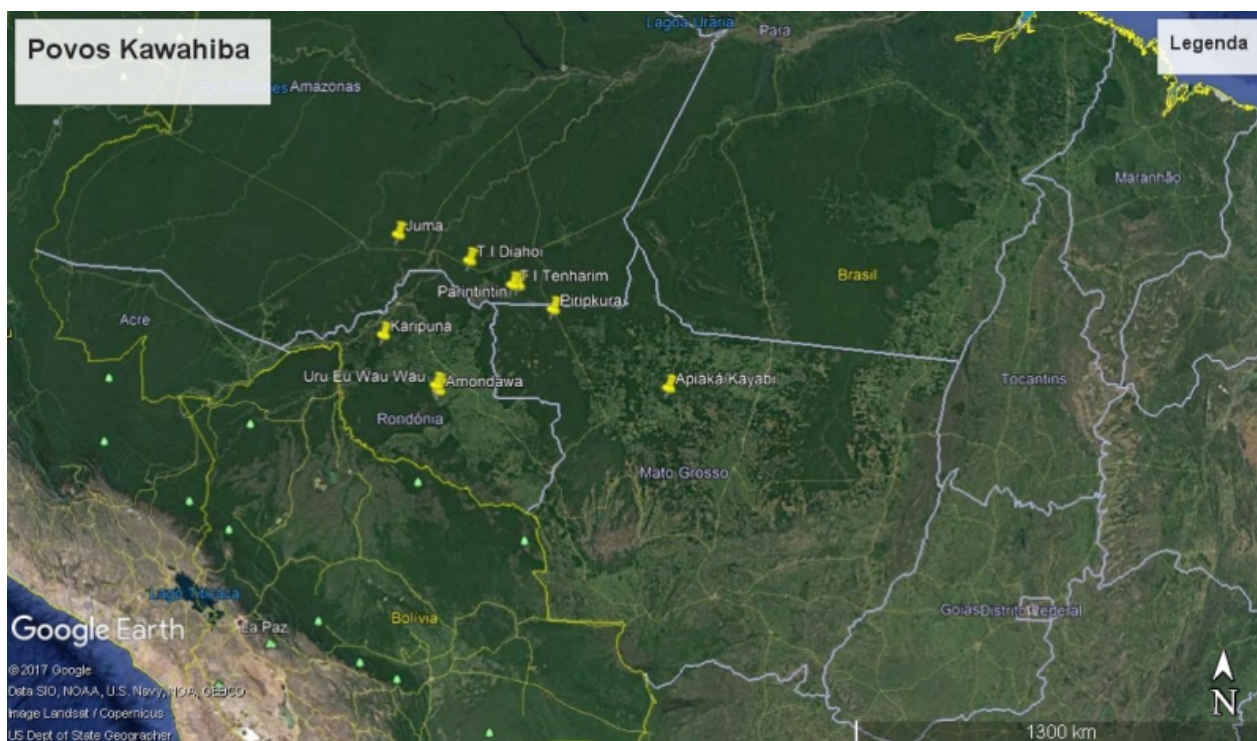 Povos Kawahiba
Legenda
Lagoa Urária
Pará
Amazonas
Maranhão
Juma
T.I Diahoi
T.I Tenharim
Brasil
Parintintin
Piripkura
Acre
Karipuna
Uru Eu Wau Wau
Amondawa
Apiaká/Kayabi
Tocantins
Rondônia
Mato Grosso
Lago Titicaca
Goiás
Distrito Federal
Bolívia
La Paz
Google Earth
©2017 Google
Data SIO, NOAA, U.S. Navy, NGA, GEBCO
Image Landsat / Copernicus
US Dept of State Geographer
N
1300 km